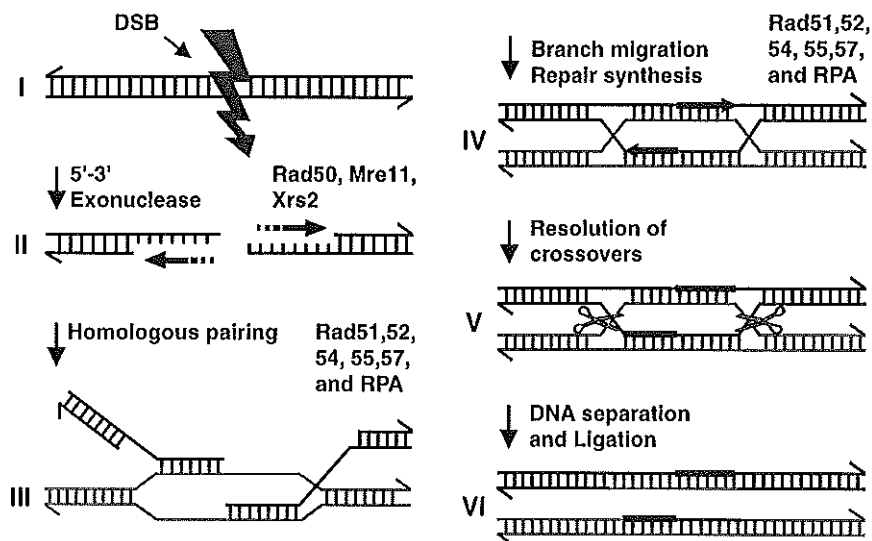 DSB
I
5'-3'
Exonuclease
Rad50, Mre11,
Xrs2
II
Homologous pairing
Rad51,52,
54, 55,57,
and RPA
III
Branch migration
Repair synthesis
Rad51,52,
54, 55,57,
and RPA
IV
Resolution of
crossovers
V
DNA separation
and Ligation
VI